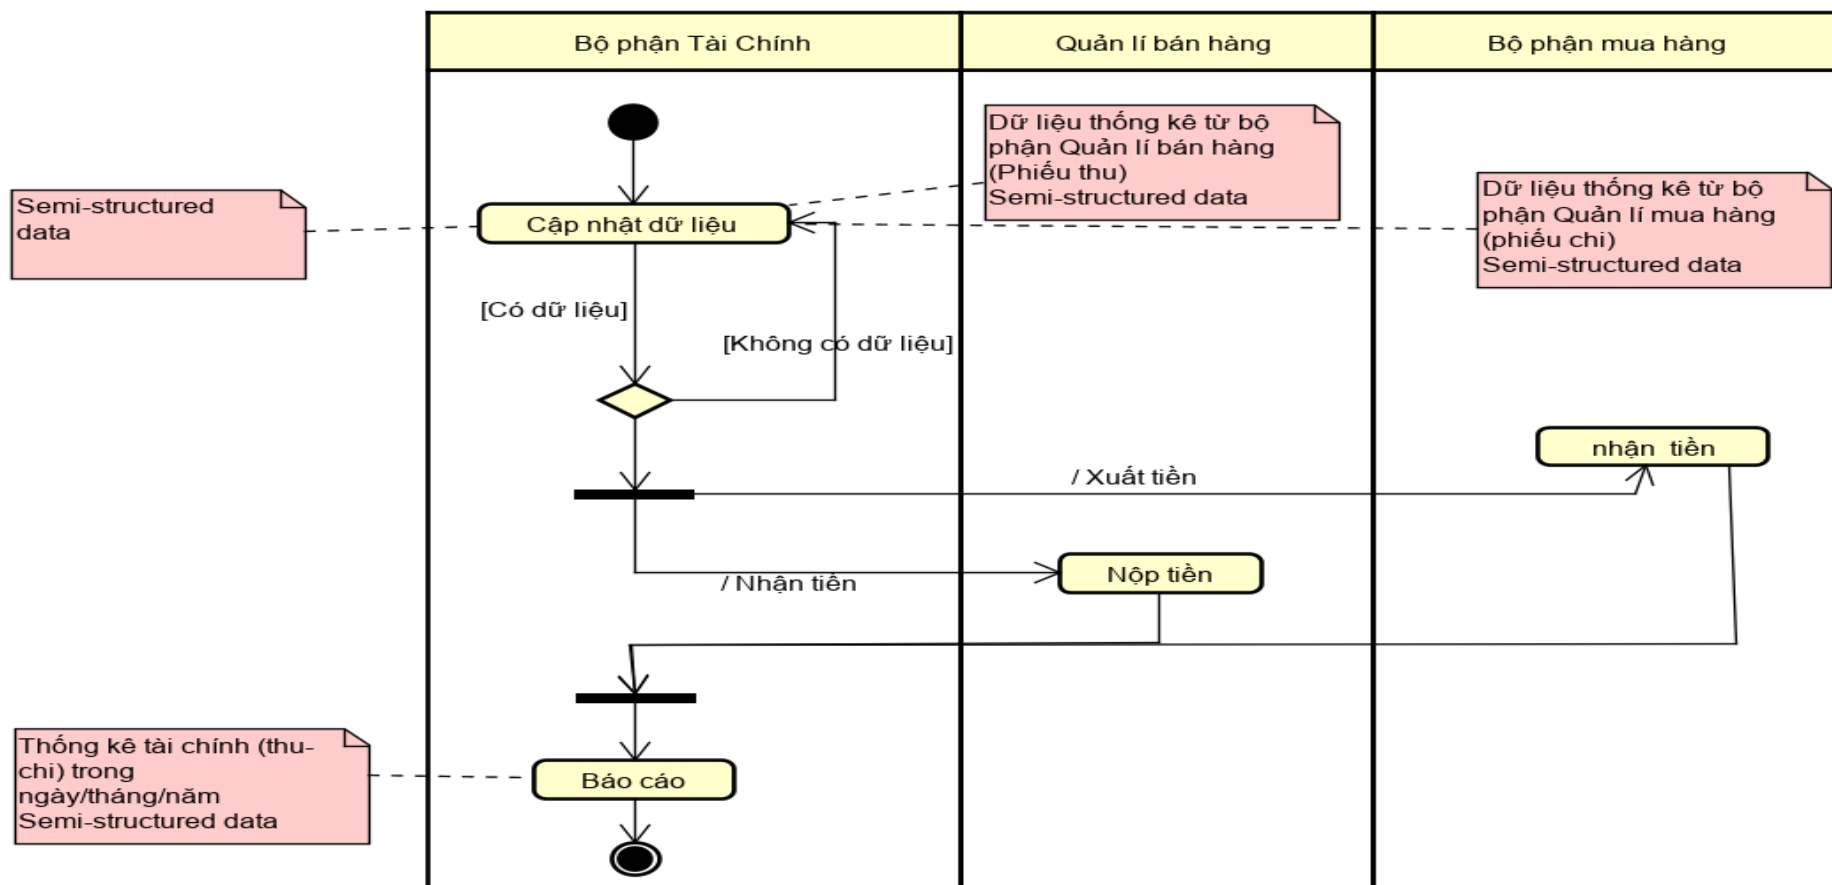 Bộ phận Tài Chính
Quản lí bán hàng
Bộ phận mua hàng
Dữ liệu thống kê từ bộ
phận Quản lí bán hàng
(Phiếu thu)
Semi-structured data
Dữ liệu thống kê từ bộ
phận Quản lí mua hàng
(phiếu chi)
Semi-structured data
Semi-structured
data
Cập nhật dữ liệu
[Có dữ liệu]
[Không có dữ liệu]
nhận tiền
/ Xuất tiền
Nộp tiền
/ Nhận tiền
Thống kê tài chính (thu-
chi) trong
ngày/tháng/năm
Semi-structured data
Báo cáo